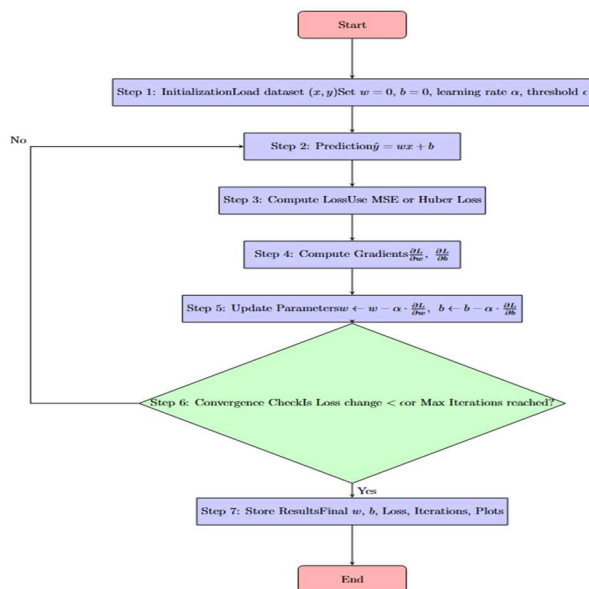 Start
Step 1: InitializationLoad dataset (x, y)Set w = 0, b = 0, learning rate α, threshold ϵ
No
Step 2: Predictionŷ = wx + b
Step 3: Compute LossUse MSE or Huber Loss
Step 4: Compute Gradients∂L/∂w, ∂L/∂b
Step 5: Update Parametersw ← w − α · ∂L/∂w, b ← b − α · ∂L/∂b
Step 6: Convergence CheckIs Loss change < ϵor Max Iterations reached?
Yes
Step 7: Store ResultsFinal w, b, Loss, Iterations, Plots
End